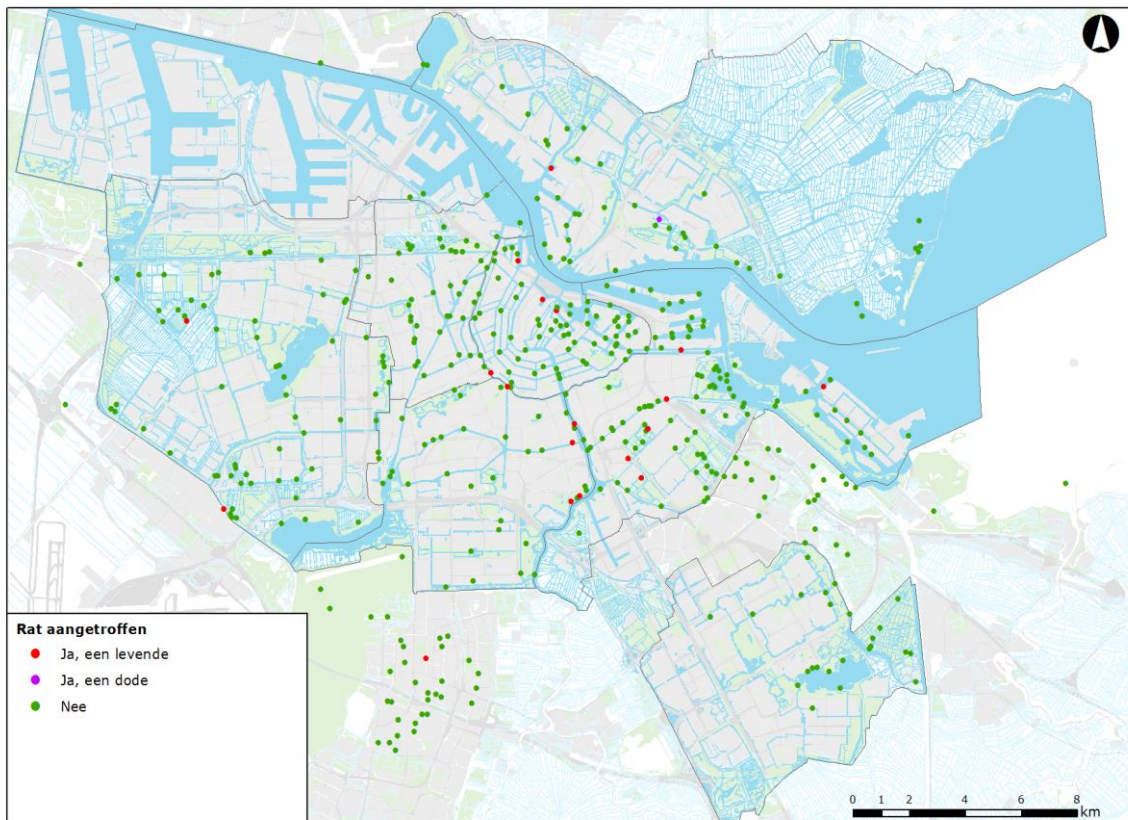 Rat aangetroffen
Ja, een levende
Ja, een dode
Nee
0 1 2 4 6 8
km